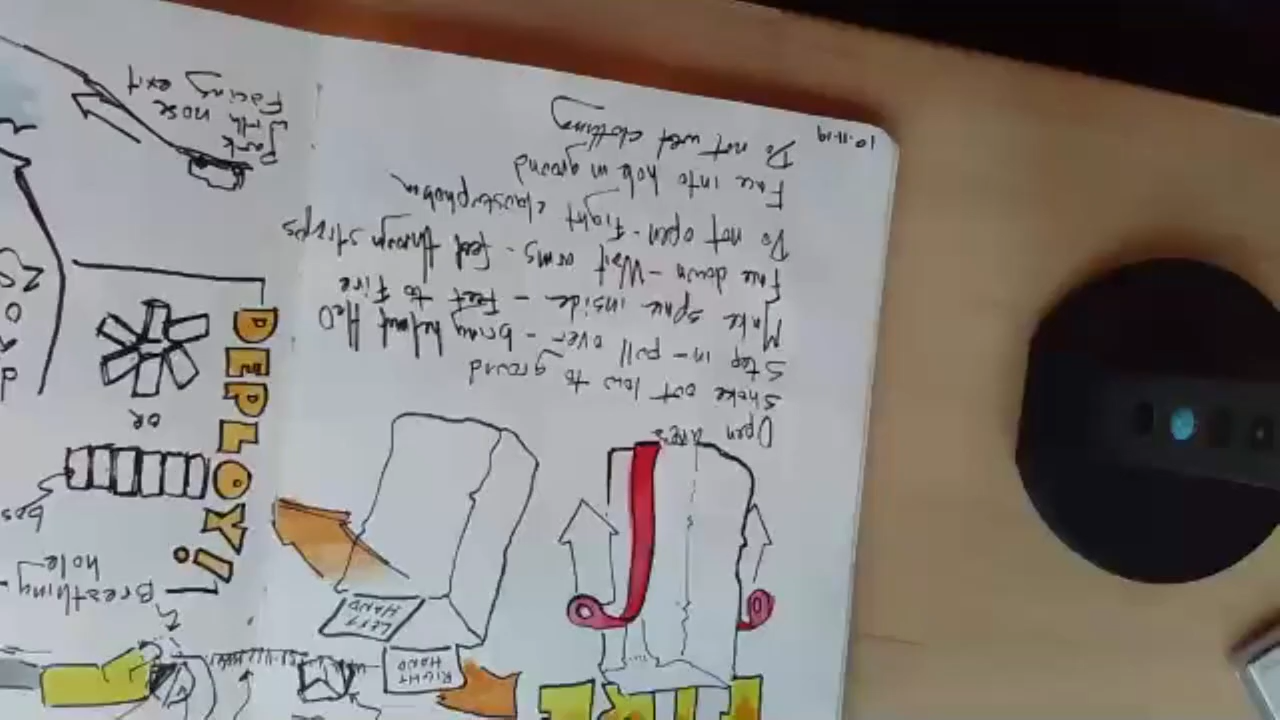 RIGHT
HAND
LEFT
HAND
Open
Shake out low to ground
Step in - pull over - bring helmet H2O
Make space inside - feet to fire
Face down - Wait arms - feet through straps
Do not open - Fight claustrophobia
Face into hole in ground
Do not wet clothing
10.11.19
Breathing
hole
DEPLOY!
OR
Park
with nose
Facing exit